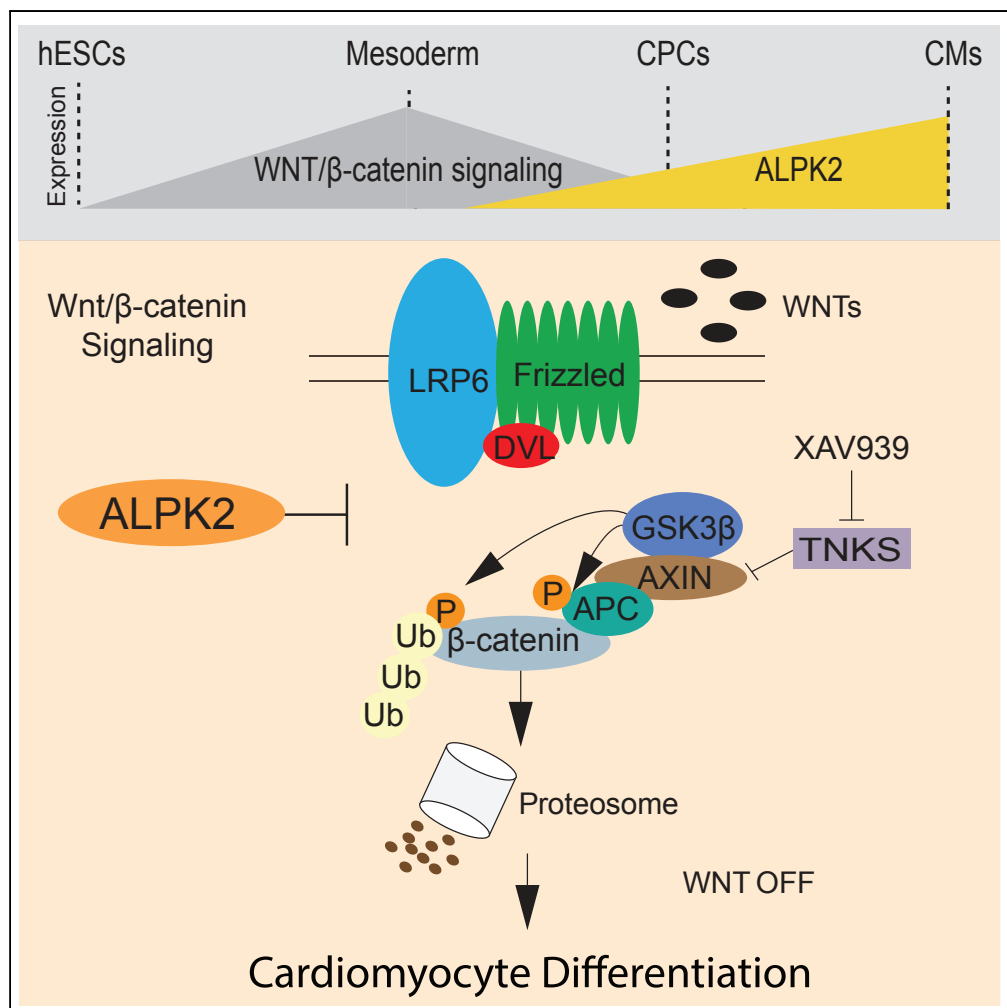 hESCs
Mesoderm
CPCs
CMs
Expression
WNT/β-catenin signaling
ALPK2
Wnt/β-catenin
Signaling
WNTs
LRP6
Frizzled
DVL
XAV939
ALPK2
GSK3β
TNKS
AXIN
P
APC
P
Ub
β-catenin
Ub
Ub
Proteosome
WNT OFF
Cardiomyocyte Differentiation